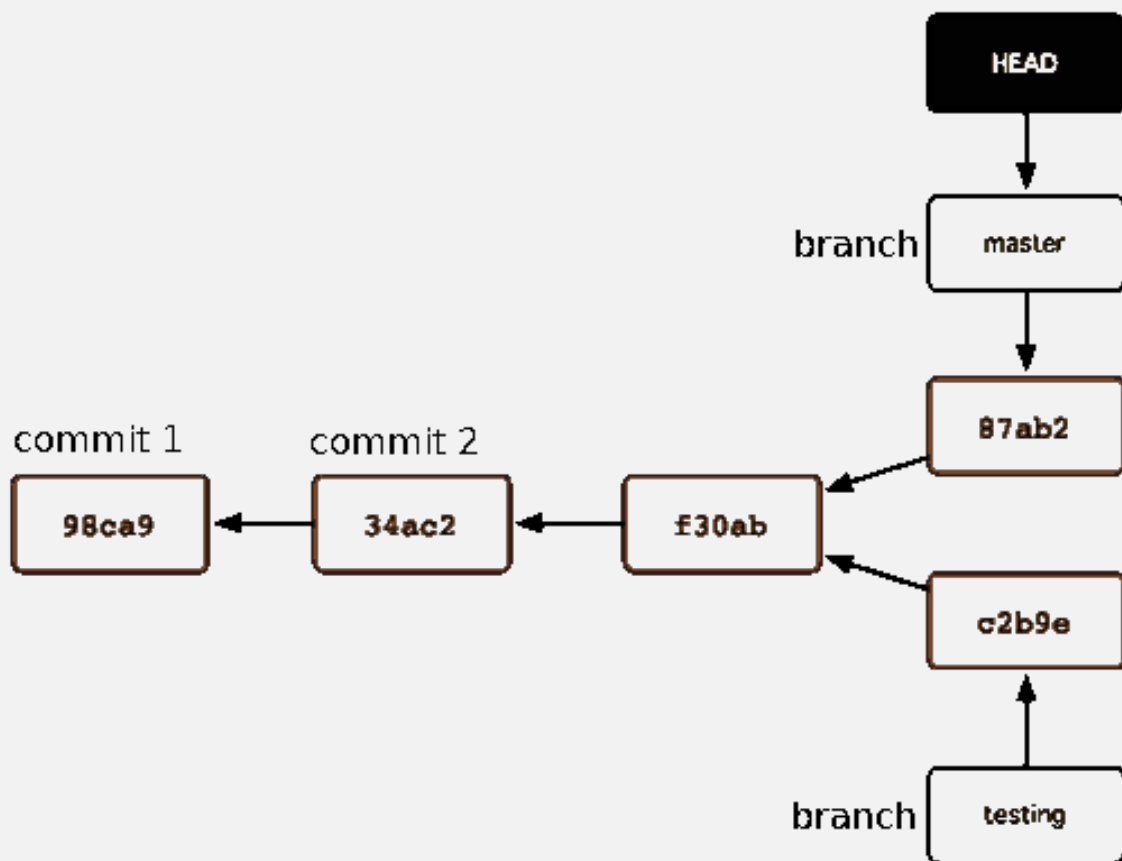 HEAD
branch
master
87ab2
commit 1
commit 2
98ca9
34ac2
f30ab
c2b9e
branch
testing